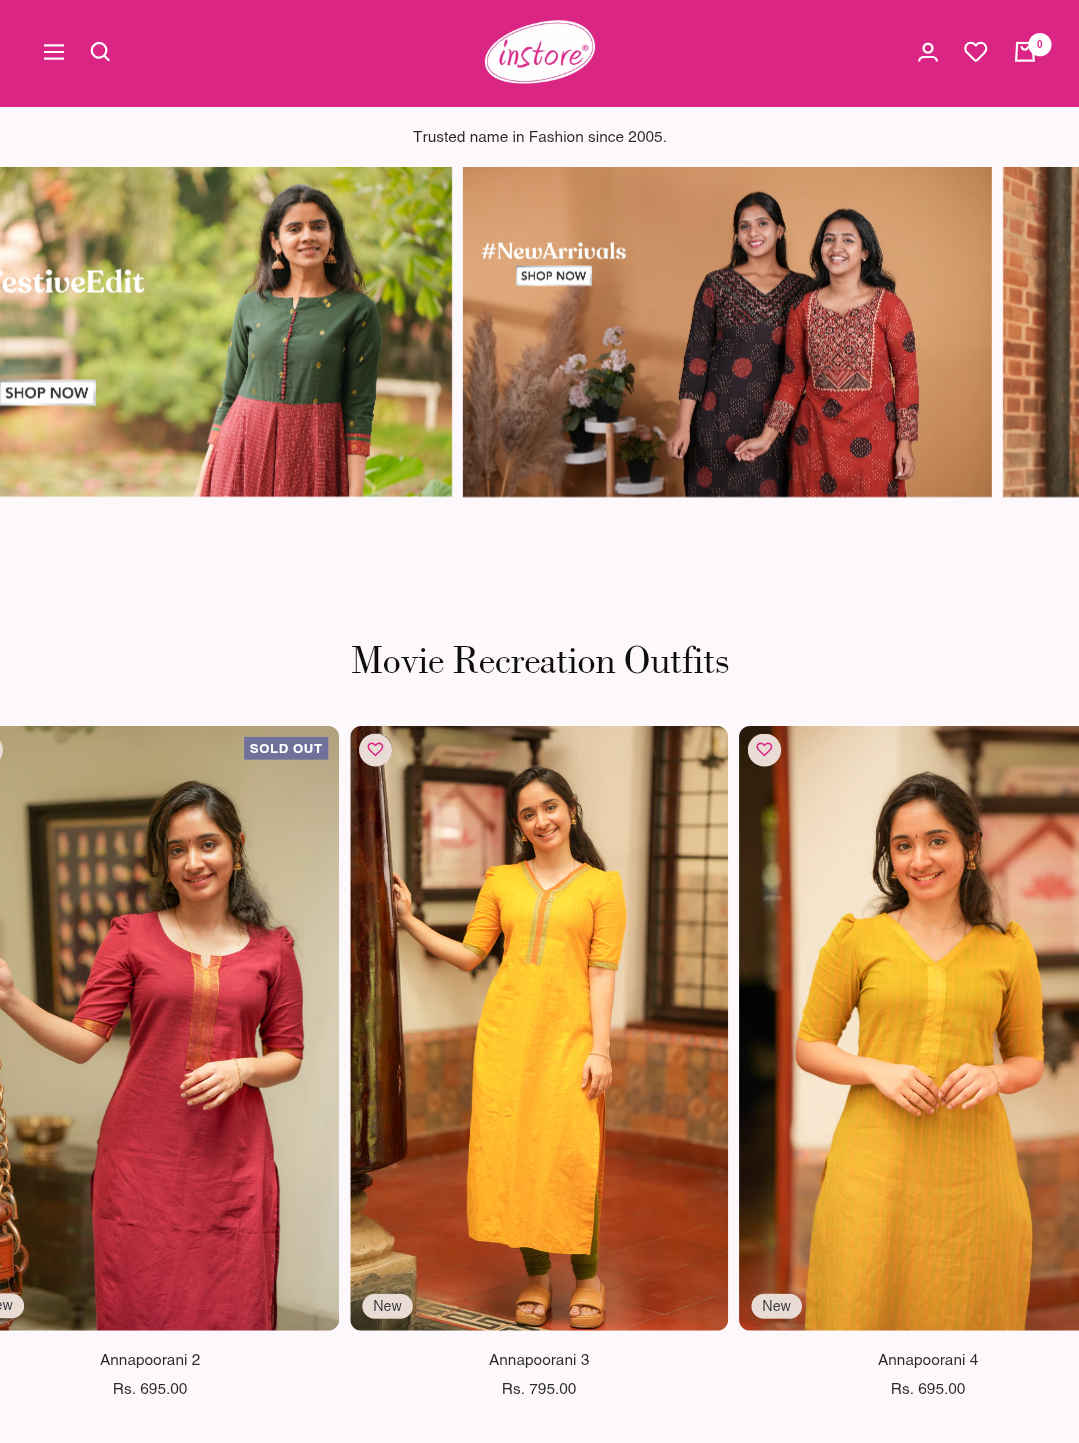 instore®
0
Trusted name in Fashion since 2005.
estiveEdit
SHOP NOW
#NewArrivals
SHOP NOW
Movie Recreation Outfits
SOLD OUT
ew
New
New
Annapoorani 2
Annapoorani 3
Annapoorani 4
Rs. 695.00
Rs. 795.00
Rs. 695.00